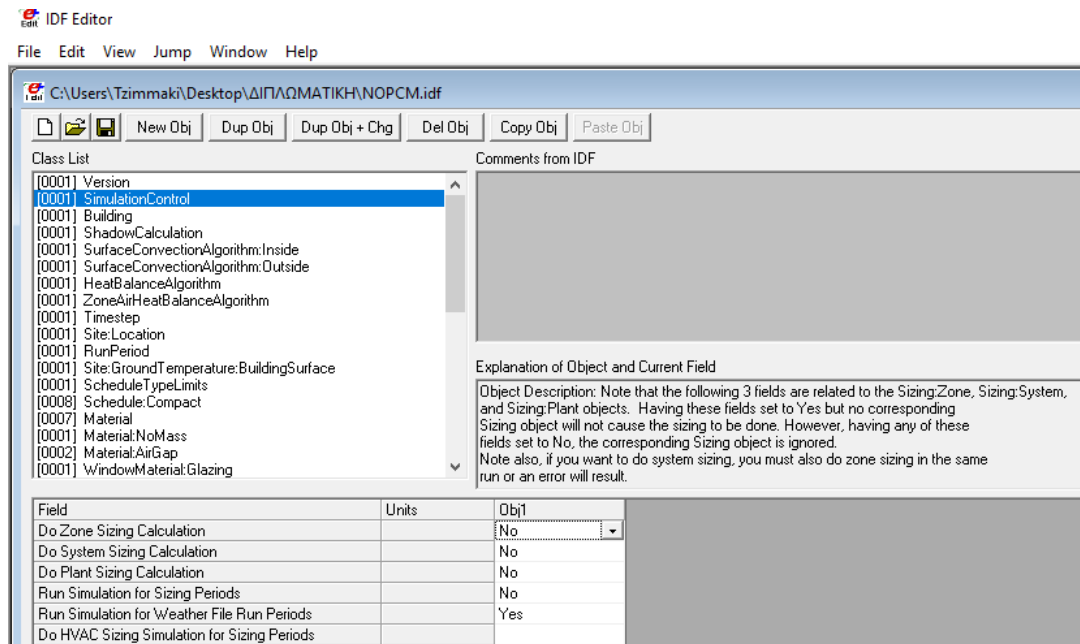 IDF Editor
File Edit View Jump Window Help
C:\Users\Tzimmaki\Desktop\ΔΙΠΛΩΜΑΤΙΚΗ\NOPCM.idf
New Obj Dup Obj Dup Obj + Chg Del Obj Copy Obj Paste Obj
Class List
[0001] Version
[0001] SimulationControl
[0001] Building
[0001] ShadowCalculation
[0001] SurfaceConvectionAlgorithm:Inside
[0001] SurfaceConvectionAlgorithm:Outside
[0001] HeatBalanceAlgorithm
[0001] ZoneAirHeatBalanceAlgorithm
[0001] Timestep
[0001] Site:Location
[0001] RunPeriod
[0001] Site:GroundTemperature:BuildingSurface
[0001] ScheduleTypeLimits
[0008] Schedule:Compact
[0007] Material
[0001] Material:NoMass
[0002] Material:AirGap
[0001] WindowMaterial:Glazing
Comments from IDF
Explanation of Object and Current Field
Object Description: Note that the following 3 fields are related to the Sizing:Zone, Sizing:System,
and Sizing:Plant objects. Having these fields set to Yes but no corresponding
Sizing object will not cause the sizing to be done. However, having any of these
fields set to No, the corresponding Sizing object is ignored.
Note also, if you want to do system sizing, you must also do zone sizing in the same
run or an error will result.
Field Units Obj1
Do Zone Sizing Calculation No
Do System Sizing Calculation No
Do Plant Sizing Calculation No
Run Simulation for Sizing Periods No
Run Simulation for Weather File Run Periods Yes
Do HVAC Sizing Simulation for Sizing Periods